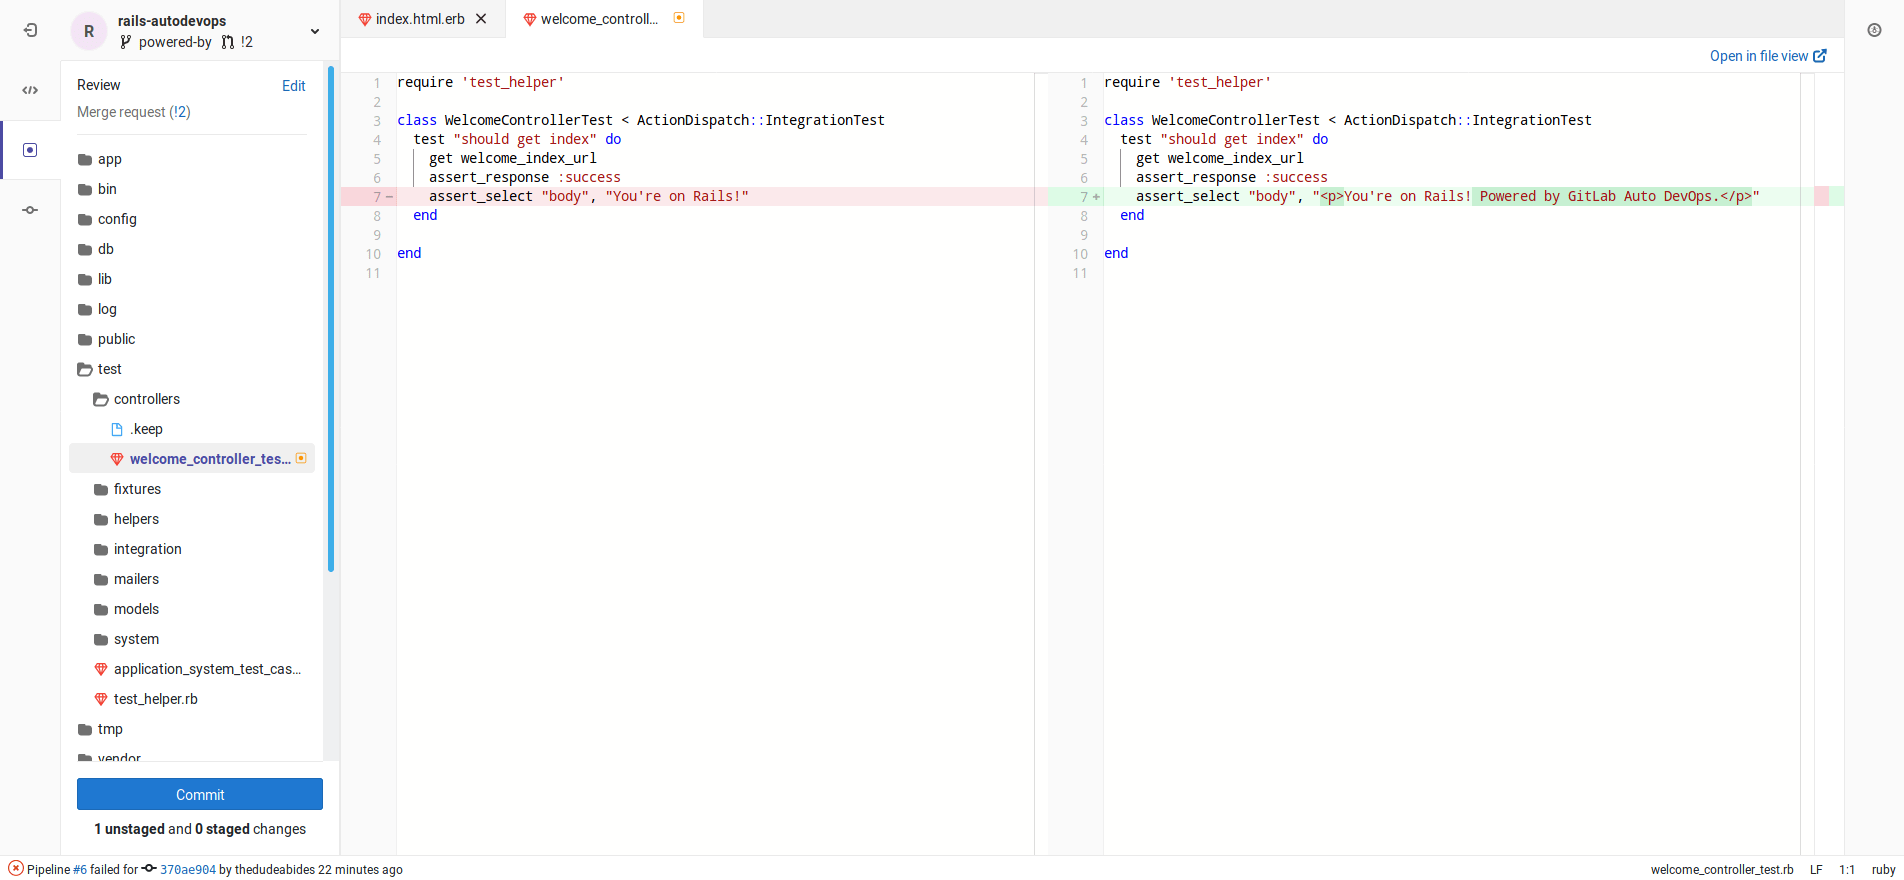 R
rails-autodevops
powered-by !2
Review
Edit
Merge request (!2)
app
bin
config
db
lib
log
public
test
controllers
.keep
welcome_controller_tes...
fixtures
helpers
integration
mailers
models
system
application_system_test_cas...
test_helper.rb
tmp
vendor
Commit
1 unstaged and 0 staged changes
index.html.erb
welcome_controll...
Open in file view
1 require 'test_helper'
2
3 class WelcomeControllerTest < ActionDispatch::IntegrationTest
4 test "should get index" do
5 get welcome_index_url
6 assert_response :success
7 − assert_select "body", "You're on Rails!"
8 end
9
10 end
11
1 require 'test_helper'
2
3 class WelcomeControllerTest < ActionDispatch::IntegrationTest
4 test "should get index" do
5 get welcome_index_url
6 assert_response :success
7 + assert_select "body", "<p>You're on Rails! Powered by GitLab Auto DevOps.</p>"
8 end
9
10 end
11
Pipeline #6 failed for 370ae904 by thedudeabides 22 minutes ago
welcome_controller_test.rb LF 1:1 ruby